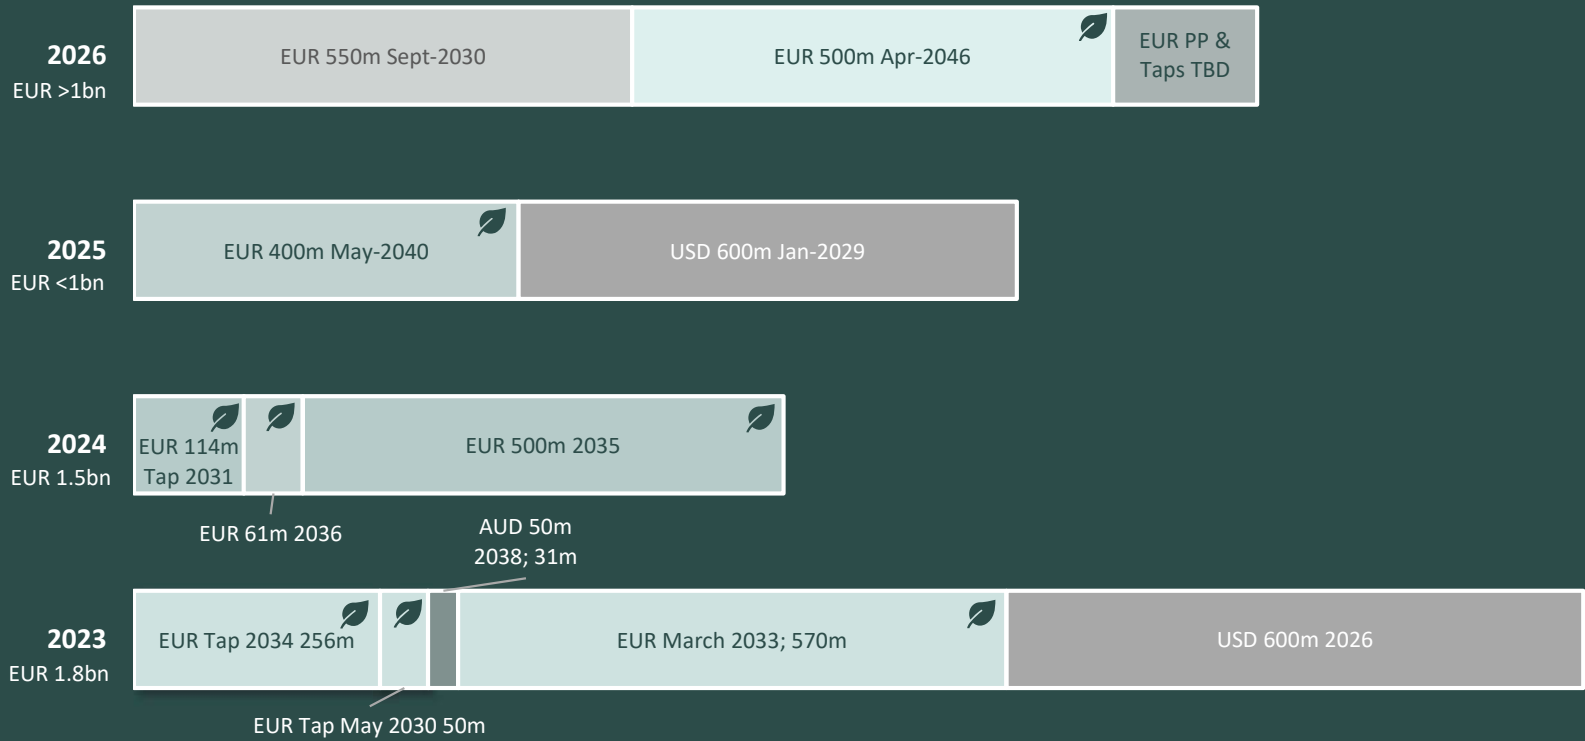 2026
EUR >1bn
EUR 550m Sept-2030
EUR 500m Apr-2046
EUR PP &
Taps TBD
2025
EUR <1bn
EUR 400m May-2040
USD 600m Jan-2029
2024
EUR 1.5bn
EUR 114m
Tap 2031
EUR 500m 2035
EUR 61m 2036
AUD 50m
2038; 31m
2023
EUR 1.8bn
EUR Tap 2034 256m
EUR March 2033; 570m
USD 600m 2026
EUR Tap May 2030 50m